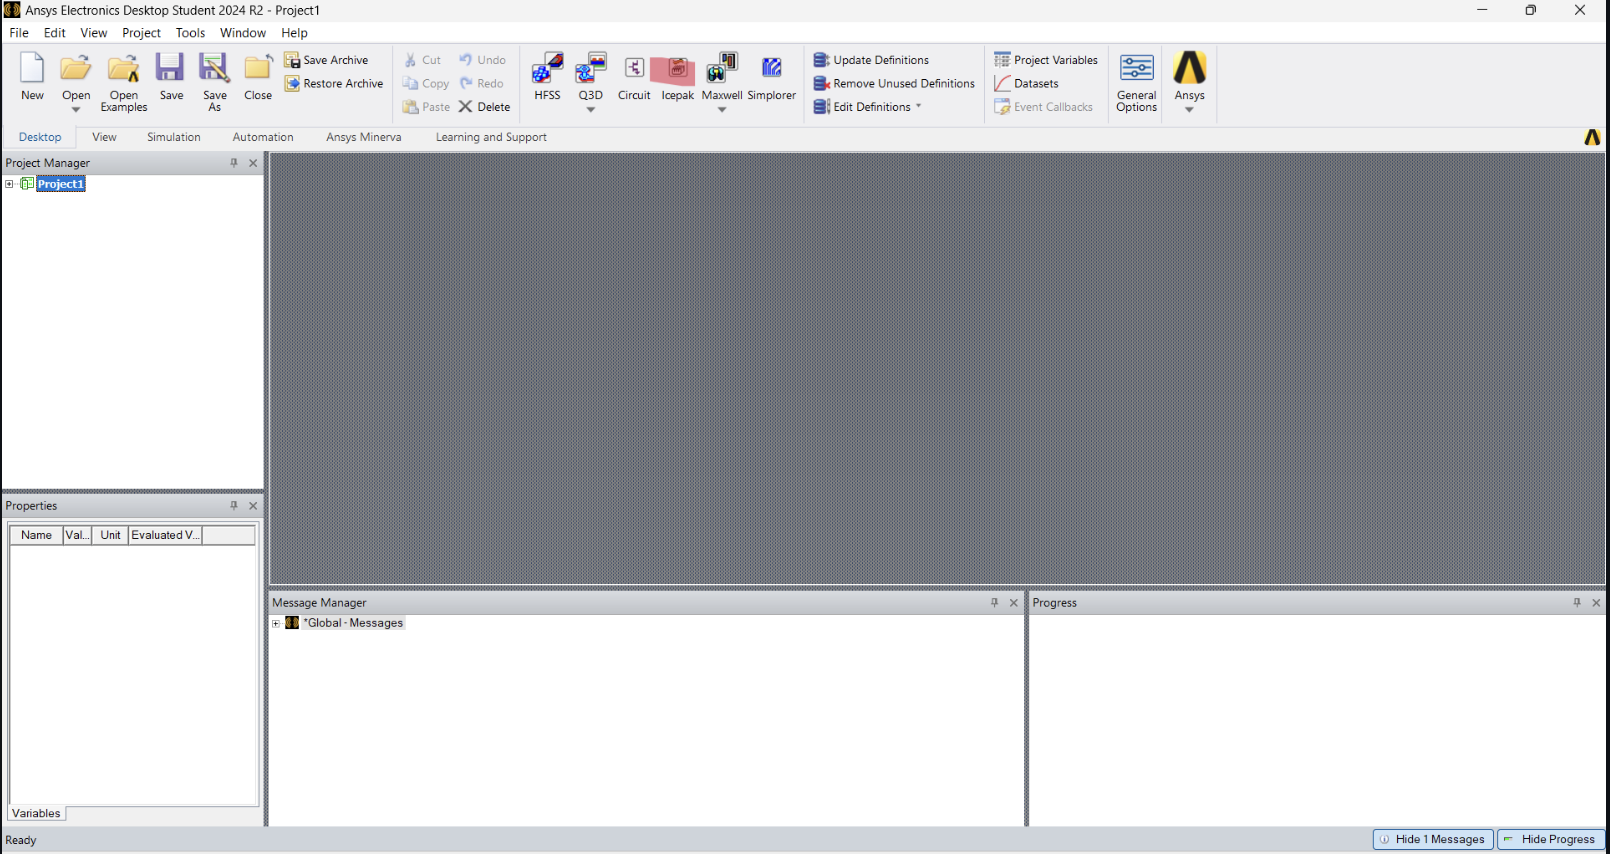 Ansys Electronics Desktop Student 2024 R2 - Project1
File Edit View Project Tools Window Help
New
Open
Open Examples
Save
Save As
Close
Save Archive
Restore Archive
Cut
Copy
Paste
Undo
Redo
Delete
HFSS
Q3D
Circuit
Icepak
Maxwell
Simplorer
Update Definitions
Remove Unused Definitions
Edit Definitions
Project Variables
Datasets
Event Callbacks
General Options
Ansys
Desktop View Simulation Automation Ansys Minerva Learning and Support
Project Manager
Project1
Properties
Name Val... Unit Evaluated V...
Variables
Message Manager
*Global - Messages
Progress
Ready
Hide 1 Messages
Hide Progress